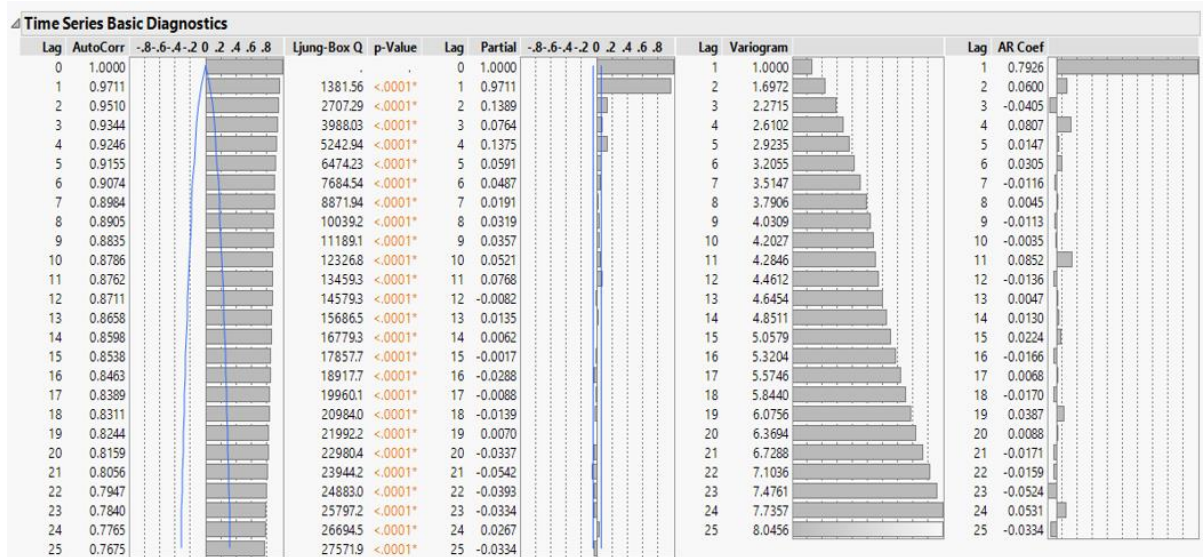 Time Series Basic Diagnostics
Lag AutoCorr -.8-.6-.4-.2 0 .2 .4 .6 .8 Ljung-Box Q p-Value Lag Partial -.8-.6-.4-.2 0 .2 .4 .6 .8 Lag Variogram Lag AR Coef
0 1.0000 . . 0 1.0000 1 1.0000 1 0.7926
1 0.9711 1381.56 <.0001* 1 0.9711 2 1.6972 2 0.0600
2 0.9510 2707.29 <.0001* 2 0.1389 3 2.2715 3 -0.0405
3 0.9344 3988.03 <.0001* 3 0.0764 4 2.6102 4 0.0807
4 0.9246 5242.94 <.0001* 4 0.1375 5 2.9235 5 0.0147
5 0.9155 6474.23 <.0001* 5 0.0591 6 3.2055 6 0.0305
6 0.9074 7684.54 <.0001* 6 0.0487 7 3.5147 7 -0.0116
7 0.8984 8871.94 <.0001* 7 0.0191 8 3.7906 8 0.0045
8 0.8905 10039.2 <.0001* 8 0.0319 9 4.0309 9 -0.0113
9 0.8835 11189.1 <.0001* 9 0.0357 10 4.2027 10 -0.0035
10 0.8786 12326.8 <.0001* 10 0.0521 11 4.2846 11 0.0852
11 0.8762 13459.3 <.0001* 11 0.0768 12 4.4612 12 -0.0136
12 0.8711 14579.3 <.0001* 12 -0.0082 13 4.6454 13 0.0047
13 0.8658 15686.5 <.0001* 13 0.0135 14 4.8511 14 0.0130
14 0.8598 16779.3 <.0001* 14 0.0062 15 5.0579 15 0.0224
15 0.8538 17857.7 <.0001* 15 -0.0017 16 5.3204 16 -0.0166
16 0.8463 18917.7 <.0001* 16 -0.0288 17 5.5746 17 0.0068
17 0.8389 19960.1 <.0001* 17 -0.0088 18 5.8440 18 -0.0170
18 0.8311 20984.0 <.0001* 18 -0.0139 19 6.0756 19 0.0387
19 0.8244 21992.2 <.0001* 19 0.0070 20 6.3694 20 0.0088
20 0.8159 22980.4 <.0001* 20 -0.0337 21 6.7288 21 -0.0171
21 0.8056 23944.2 <.0001* 21 -0.0542 22 7.1036 22 -0.0159
22 0.7947 24883.0 <.0001* 22 -0.0393 23 7.4761 23 -0.0524
23 0.7840 25797.2 <.0001* 23 -0.0334 24 7.7357 24 0.0531
24 0.7765 26694.5 <.0001* 24 0.0267 25 8.0456 25 -0.0334
25 0.7675 27571.9 <.0001* 25 -0.0334